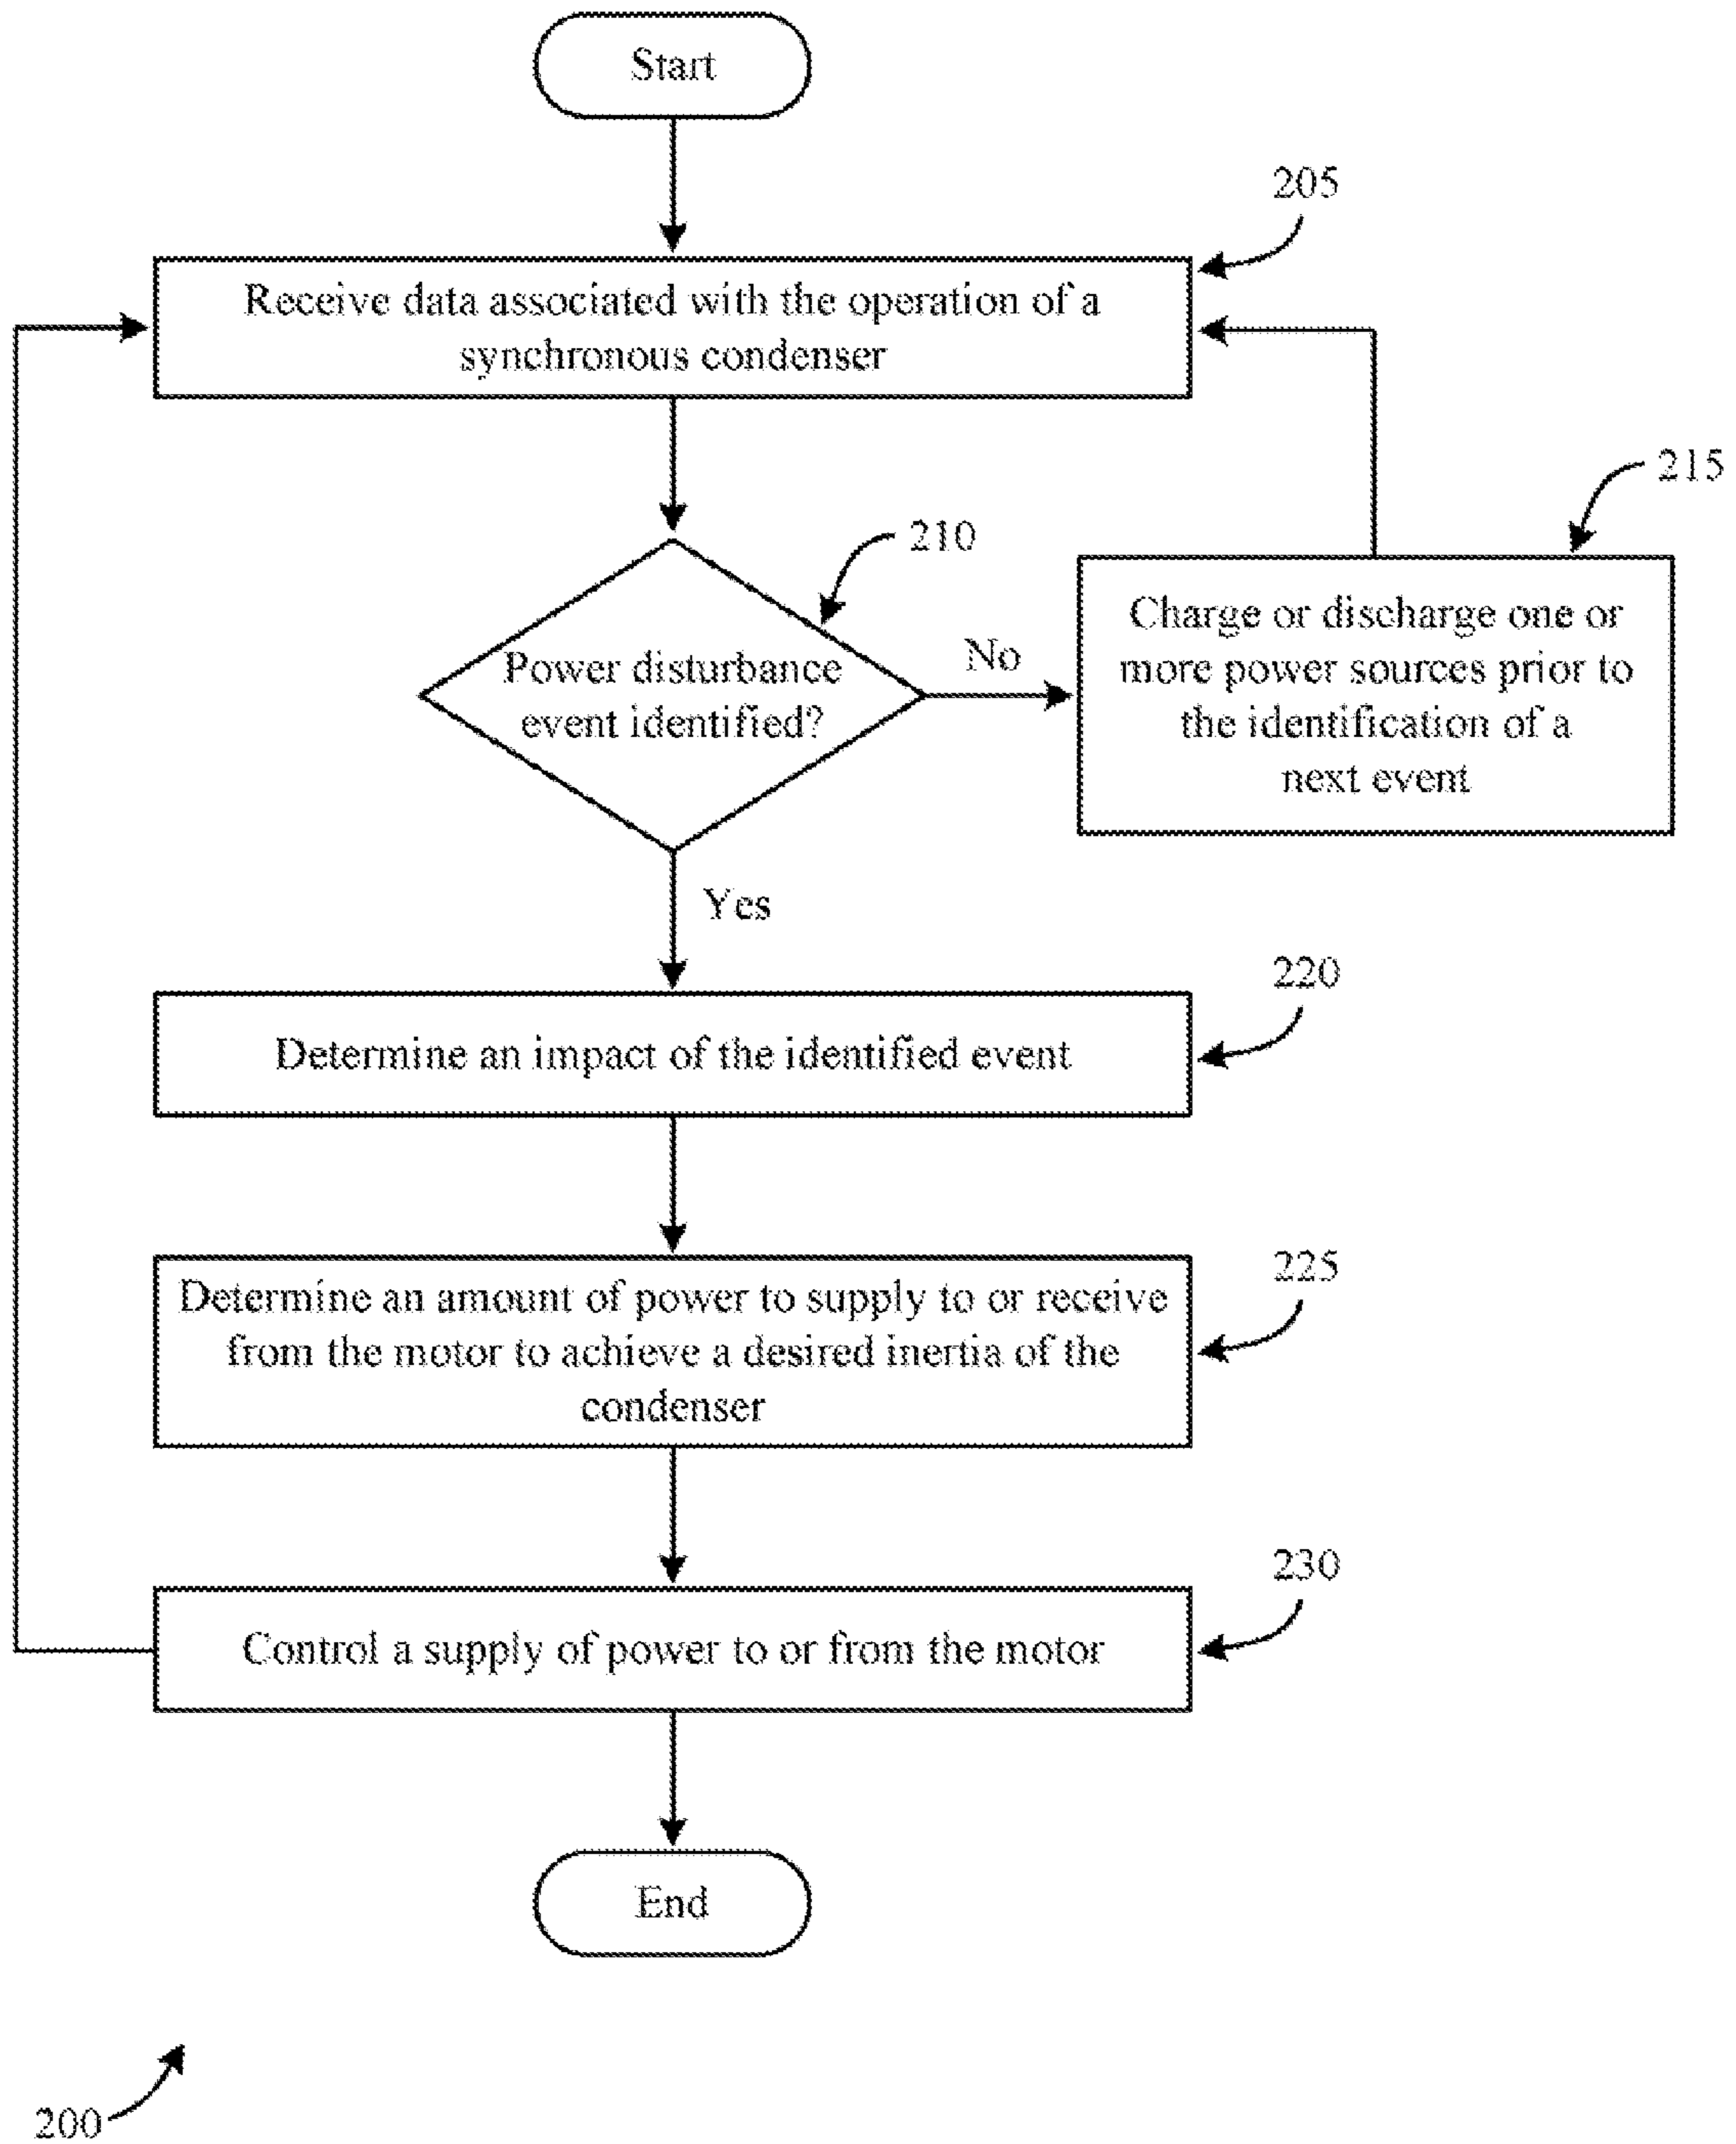 Start
205
Receive data associated with the operation of a
synchronous condenser
215
210
Power disturbance
event identified?
No
Charge or discharge one or
more power sources prior to
the identification of a
next event
Yes
220
Determine an impact of the identified event
225
Determine an amount of power to supply to or receive
from the motor to achieve a desired inertia of the
condenser
230
Control a supply of power to or from the motor
End
200